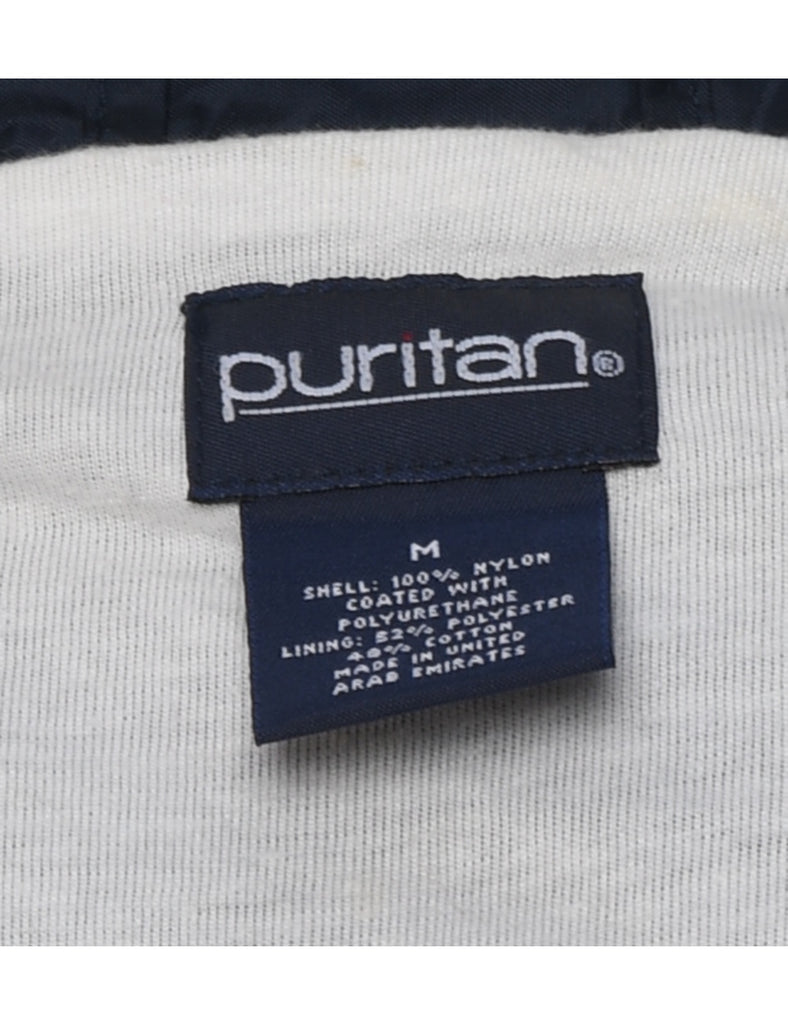 puritan®
M
SHELL: 100% NYLON
COATED WITH
POLYURETHANE
LINING: 52% POLYESTER
48% COTTON
MADE IN UNITED
ARAB EMIRATES